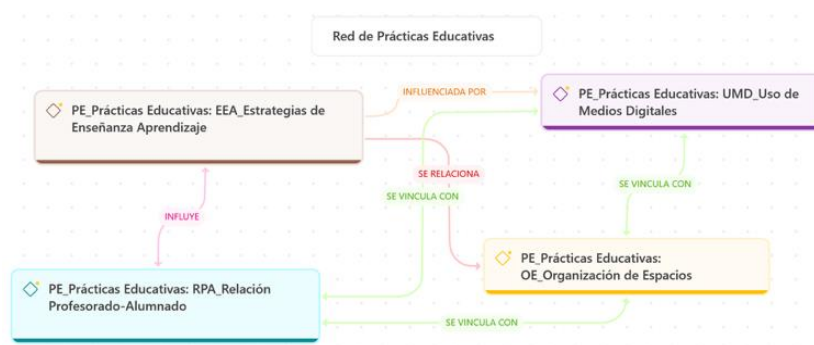 Red de Prácticas Educativas
INFLUENCIADA POR
PE_Prácticas Educativas: UMD_Uso de
Medios Digitales
PE_Prácticas Educativas: EEA_Estrategias de
Enseñanza Aprendizaje
SE RELACIONA
SE VINCULA CON
SE VINCULA CON
INFLUYE
PE_Prácticas Educativas:
OE_Organización de Espacios
PE_Prácticas Educativas: RPA_Relación
Profesorado-Alumnado
SE VINCULA CON